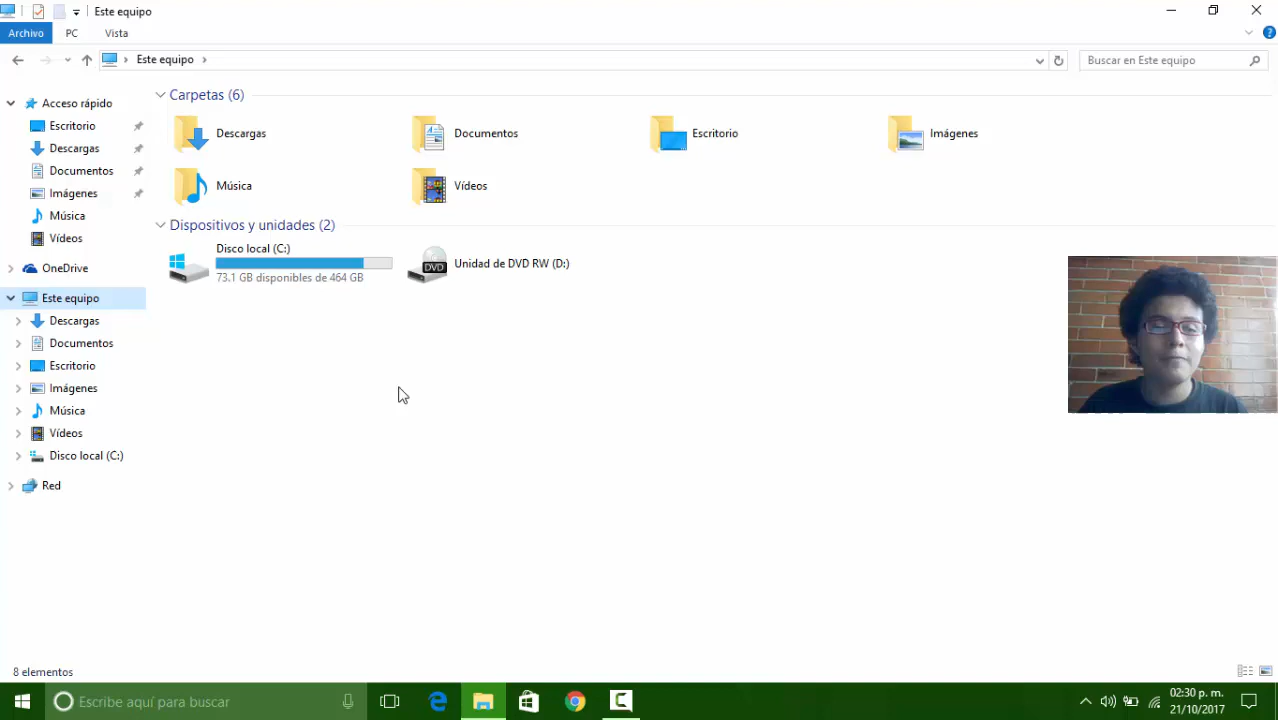 Este equipo
Archivo
PC
Vista
Este equipo
Buscar en Este equipo
Acceso rápido
Escritorio
Descargas
Documentos
Imágenes
Música
Vídeos
OneDrive
Este equipo
Descargas
Documentos
Escritorio
Imágenes
Música
Vídeos
Disco local (C:)
Red
Carpetas (6)
Descargas
Documentos
Escritorio
Imágenes
Música
Vídeos
Dispositivos y unidades (2)
Disco local (C:)
73.1 GB disponibles de 464 GB
DVD
Unidad de DVD RW (D:)
8 elementos
Escribe aquí para buscar
02:30 p. m.
21/10/2017